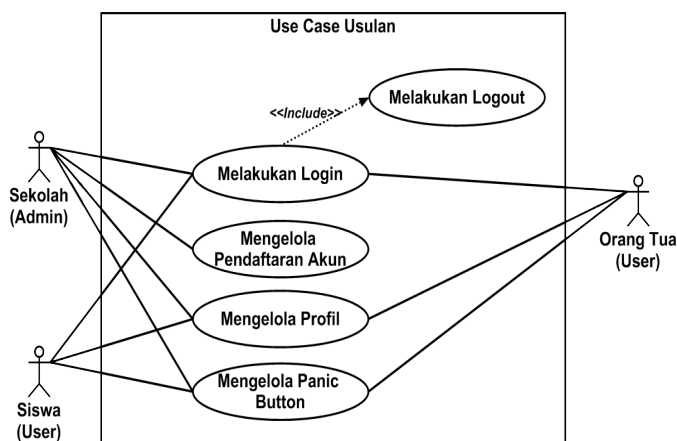 Use Case Usulan
Melakukan Logout
<<Include>>
Melakukan Login
Sekolah
(Admin)
Mengelola
Pendaftaran Akun
Orang Tua
(User)
Mengelola Profil
Mengelola Panic
Button
Siswa
(User)